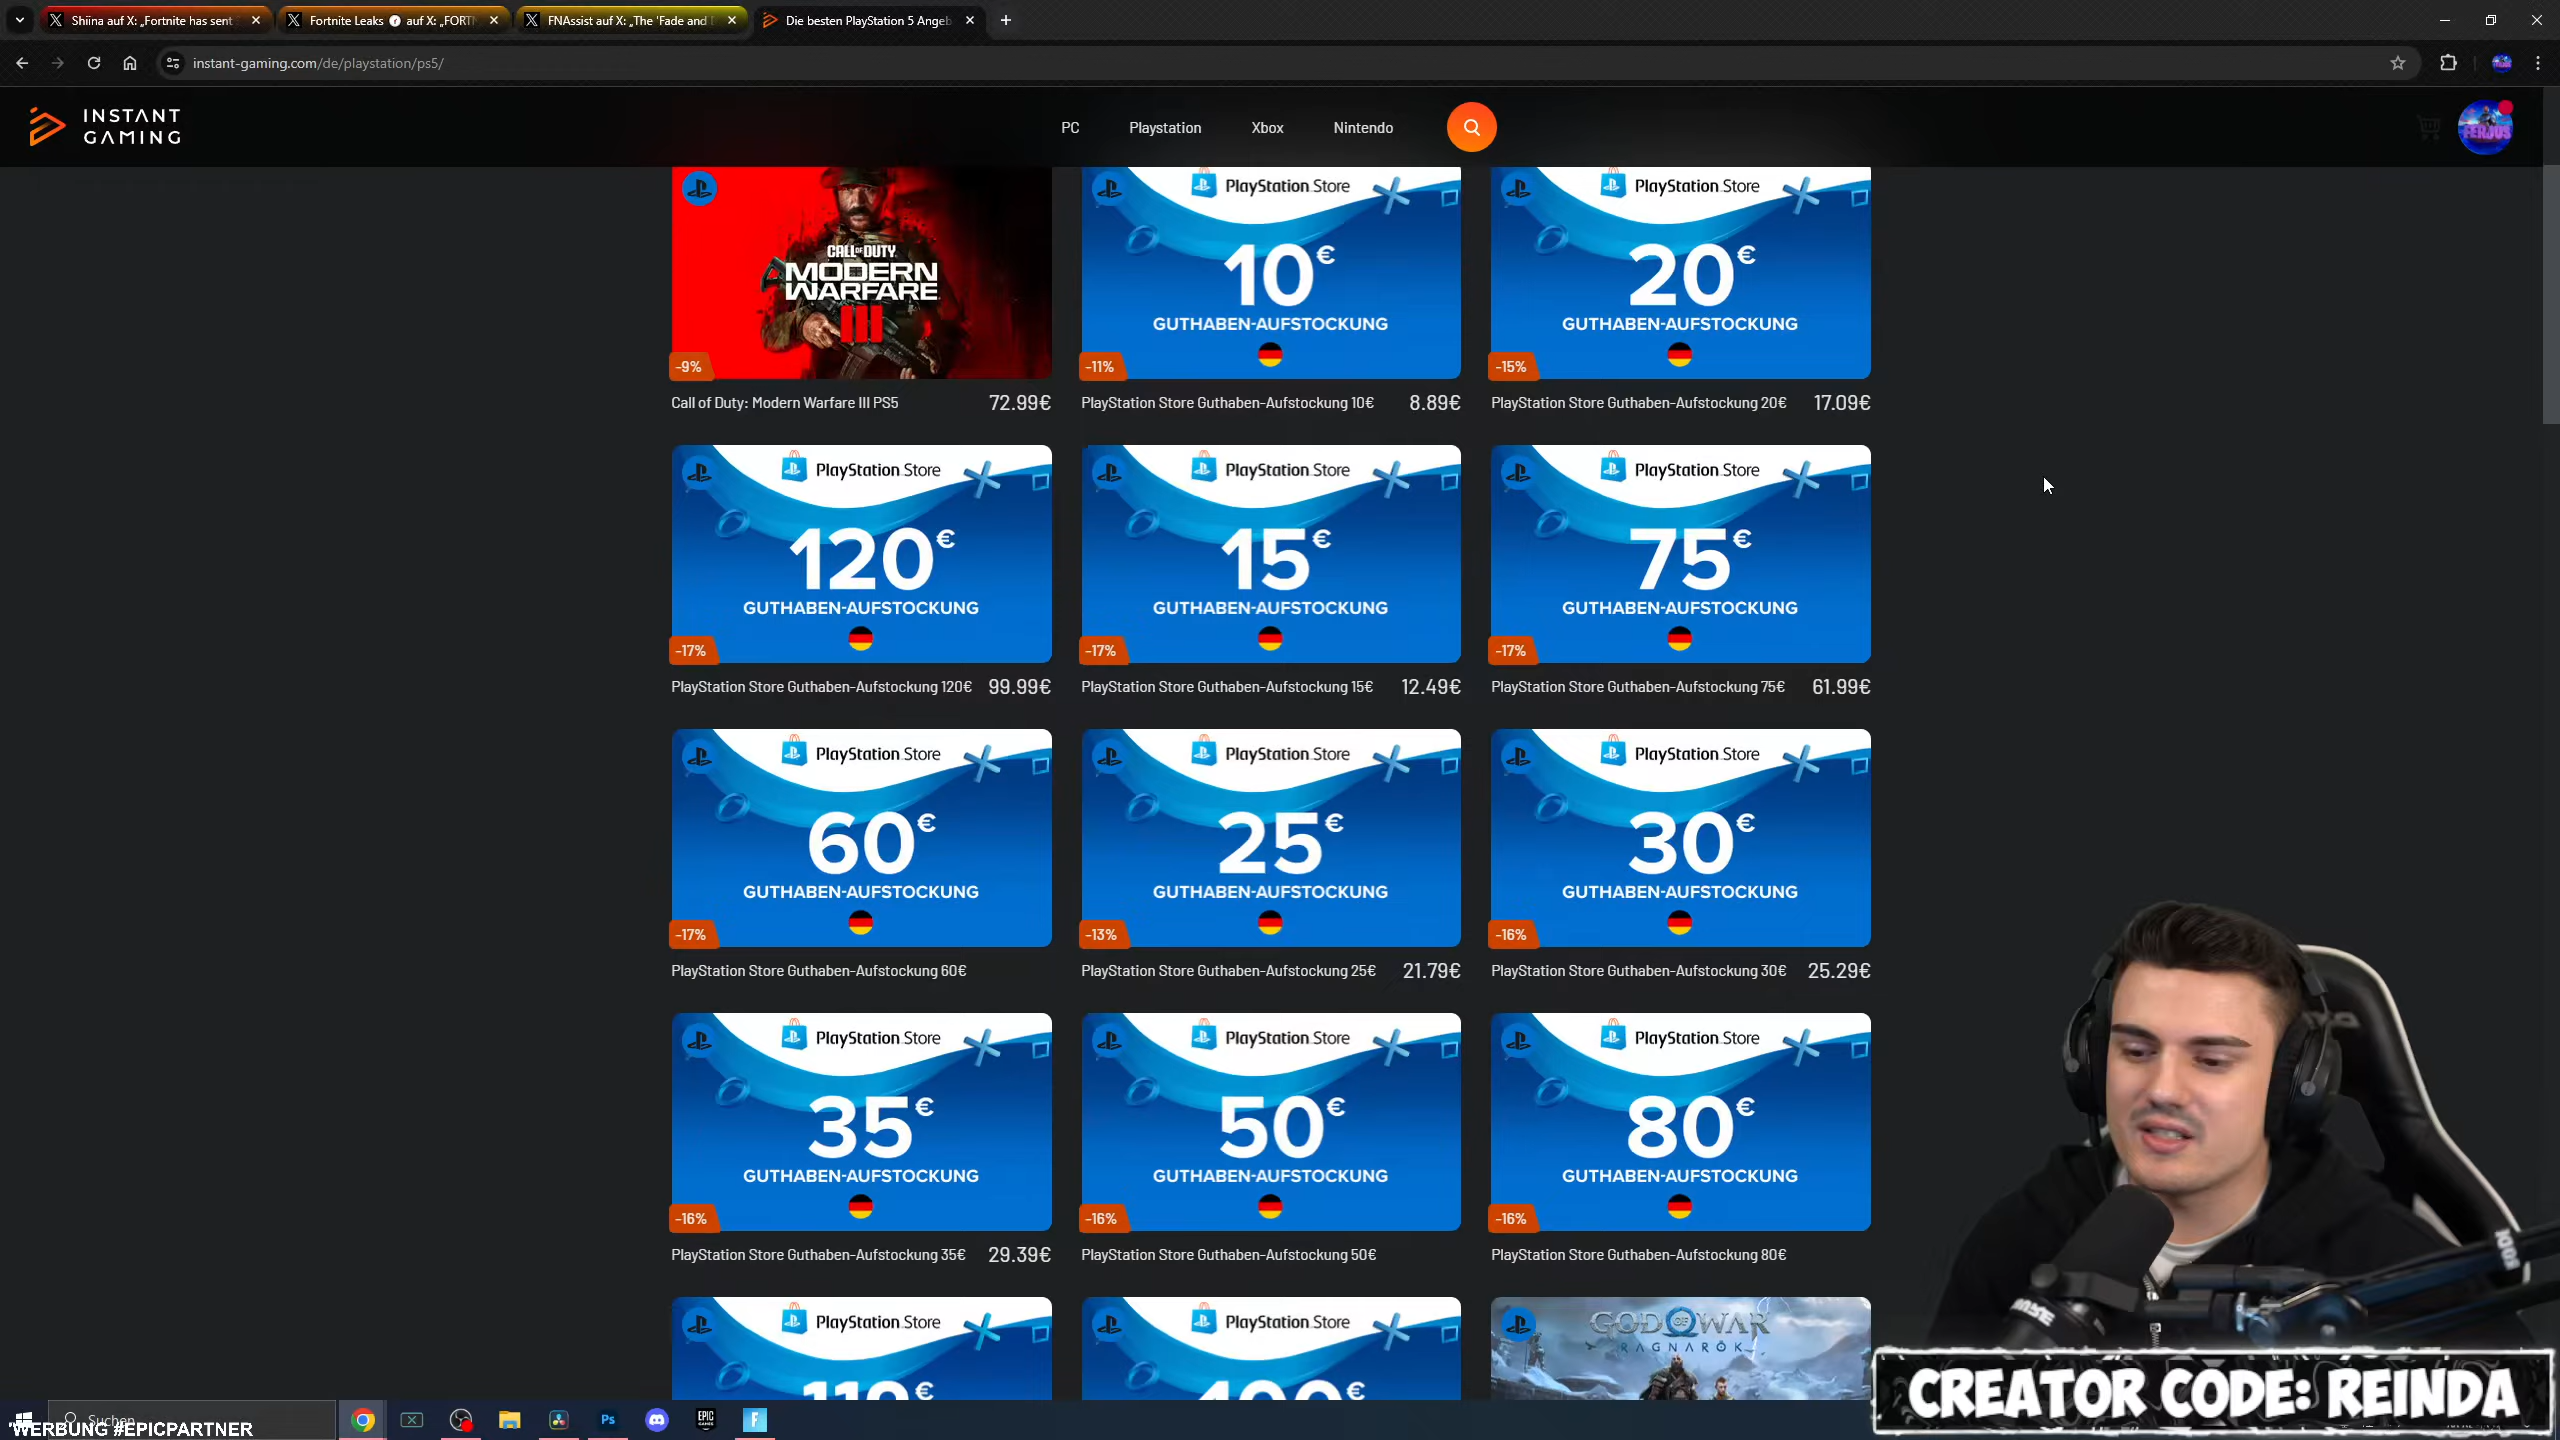 Shiina auf X: „Fortnite has sent
Fortnite Leaks auf X: „FORT
FNAssist auf X: „The 'Fade and
Die besten PlayStation 5 Angeb
instant-gaming.com/de/playstation/ps5/
INSTANT
GAMING
PC
Playstation
Xbox
Nintendo
FERJUS
CALL OF DUTY
MODERN
WARFARE
III
-9%
Call of Duty: Modern Warfare III PS5 72.99€
PlayStation Store
10€
GUTHABEN-AUFSTOCKUNG
-11%
PlayStation Store Guthaben-Aufstockung 10€ 8.89€
PlayStation Store
20€
GUTHABEN-AUFSTOCKUNG
-15%
PlayStation Store Guthaben-Aufstockung 20€ 17.09€
PlayStation Store
120€
GUTHABEN-AUFSTOCKUNG
-17%
PlayStation Store Guthaben-Aufstockung 120€ 99.99€
PlayStation Store
15€
GUTHABEN-AUFSTOCKUNG
-17%
PlayStation Store Guthaben-Aufstockung 15€ 12.49€
PlayStation Store
75€
GUTHABEN-AUFSTOCKUNG
-17%
PlayStation Store Guthaben-Aufstockung 75€ 61.99€
PlayStation Store
60€
GUTHABEN-AUFSTOCKUNG
-17%
PlayStation Store Guthaben-Aufstockung 60€
PlayStation Store
25€
GUTHABEN-AUFSTOCKUNG
-13%
PlayStation Store Guthaben-Aufstockung 25€ 21.79€
PlayStation Store
30€
GUTHABEN-AUFSTOCKUNG
-16%
PlayStation Store Guthaben-Aufstockung 30€ 25.29€
PlayStation Store
35€
GUTHABEN-AUFSTOCKUNG
-16%
PlayStation Store Guthaben-Aufstockung 35€ 29.39€
PlayStation Store
50€
GUTHABEN-AUFSTOCKUNG
-16%
PlayStation Store Guthaben-Aufstockung 50€
PlayStation Store
80€
GUTHABEN-AUFSTOCKUNG
-16%
PlayStation Store Guthaben-Aufstockung 80€
PlayStation Store
110€
PlayStation Store
100€
GOD OF WAR
RAGNARÖK
RODE
Suchen
Ps
EPIC
GAMES
F
WERBUNG #EPICPARTNER
CREATOR CODE: REINDA